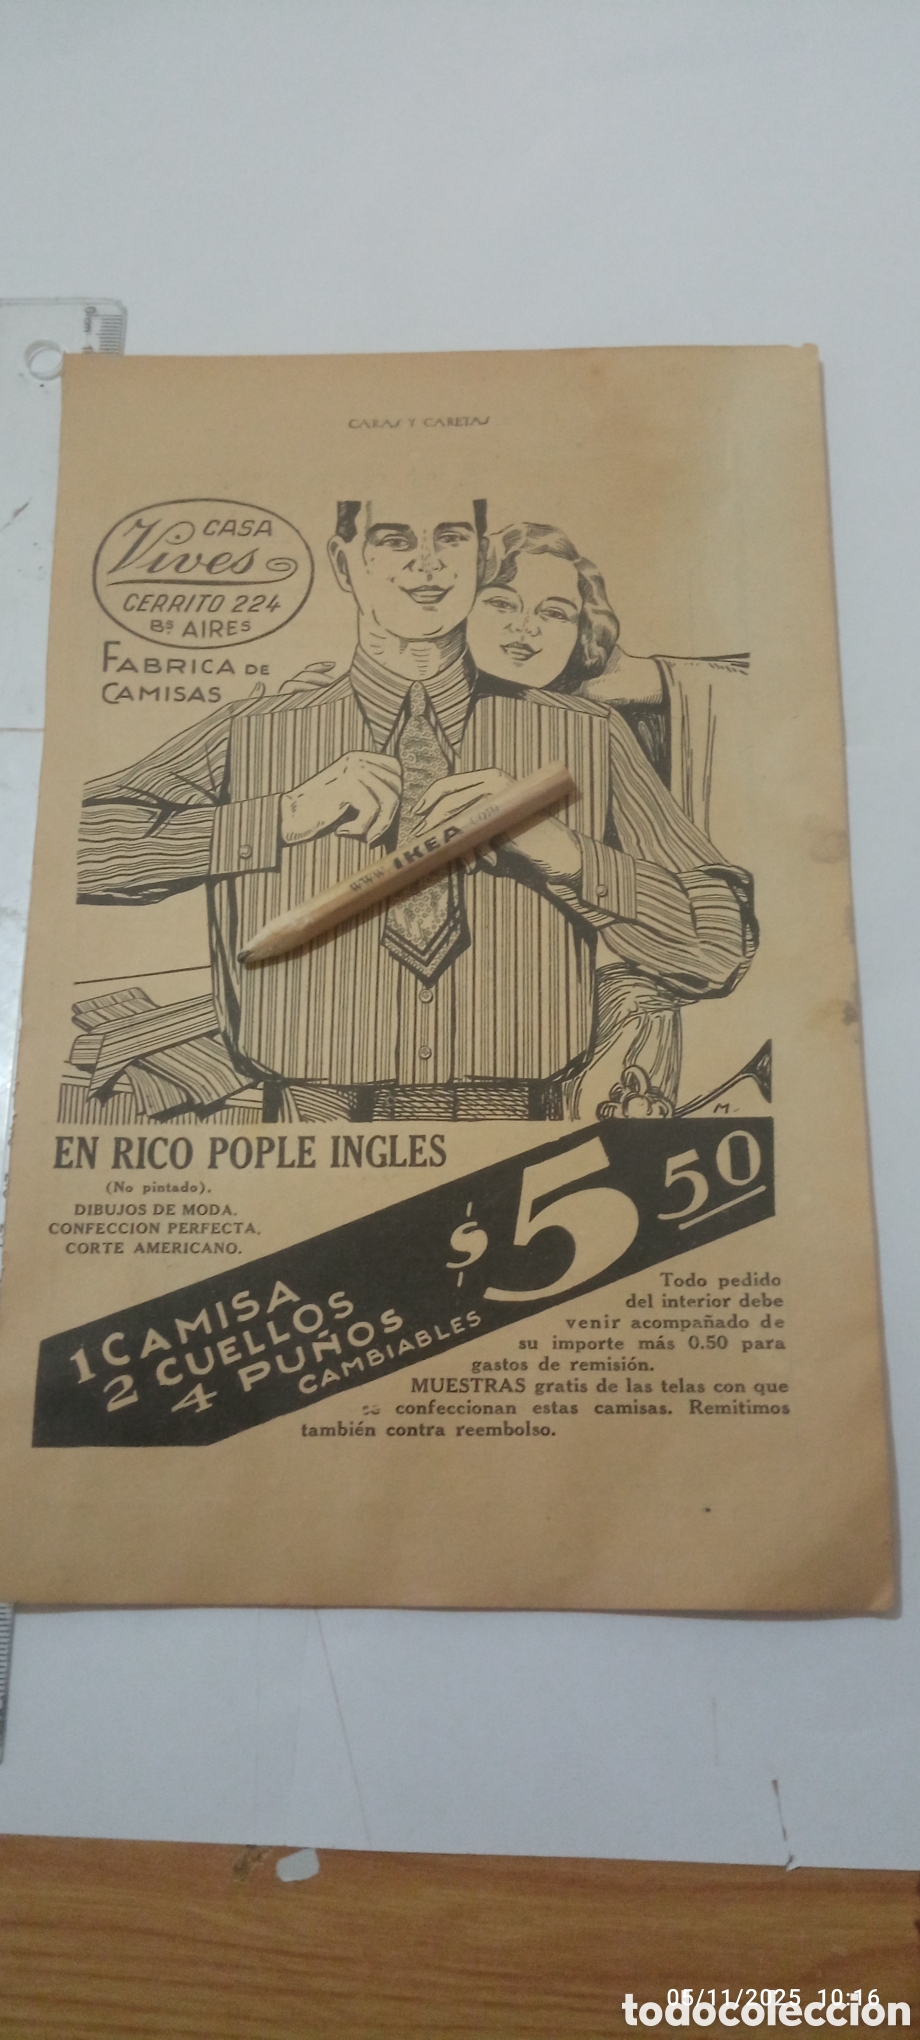 CARAS Y CARETAS
CASA
Vives
CERRITO 224
Bs AIREs
FABRICA DE
CAMISAS
www.IKEA.com
M.
EN RICO POPLE INGLES
(No pintado).
DIBUJOS DE MODA.
CONFECCION PERFECTA.
CORTE AMERICANO.
$5 50
1 CAMISA
2 CUELLOS
4 PUÑOS
CAMBIABLES
Todo pedido
del interior debe
venir acompañado de
su importe más 0.50 para
gastos de remisión.
MUESTRAS gratis de las telas con que
se confeccionan estas camisas. Remitimos
también contra reembolso.
05/11/2025 10:16
todocoleccion